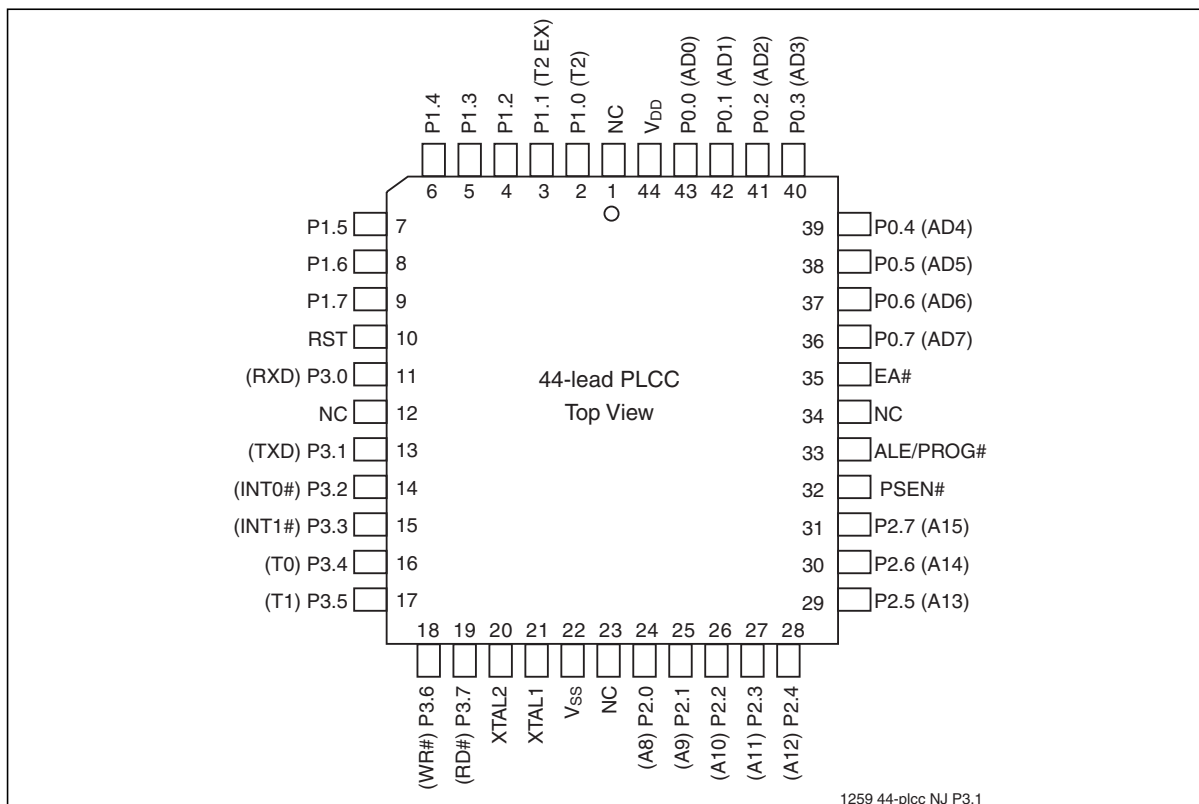 P1.4
P1.3
P1.2
P1.1 (T2 EX)
P1.0 (T2)
NC
VDD
P0.0 (AD0)
P0.1 (AD1)
P0.2 (AD2)
P0.3 (AD3)
6 5 4 3 2 1 44 43 42 41 40
P1.5 7
P1.6 8
P1.7 9
RST 10
(RXD) P3.0 11
NC 12
(TXD) P3.1 13
(INT0#) P3.2 14
(INT1#) P3.3 15
(T0) P3.4 16
(T1) P3.5 17
44-lead PLCC
Top View
39 P0.4 (AD4)
38 P0.5 (AD5)
37 P0.6 (AD6)
36 P0.7 (AD7)
35 EA#
34 NC
33 ALE/PROG#
32 PSEN#
31 P2.7 (A15)
30 P2.6 (A14)
29 P2.5 (A13)
18 19 20 21 22 23 24 25 26 27 28
(WR#) P3.6
(RD#) P3.7
XTAL2
XTAL1
VSS
NC
(A8) P2.0
(A9) P2.1
(A10) P2.2
(A11) P2.3
(A12) P2.4
1259 44-plcc NJ P3.1